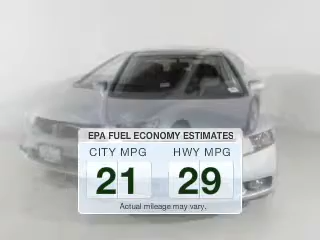 EPA FUEL ECONOMY ESTIMATES
CITY MPG HWY MPG
21 29
Actual mileage may vary.